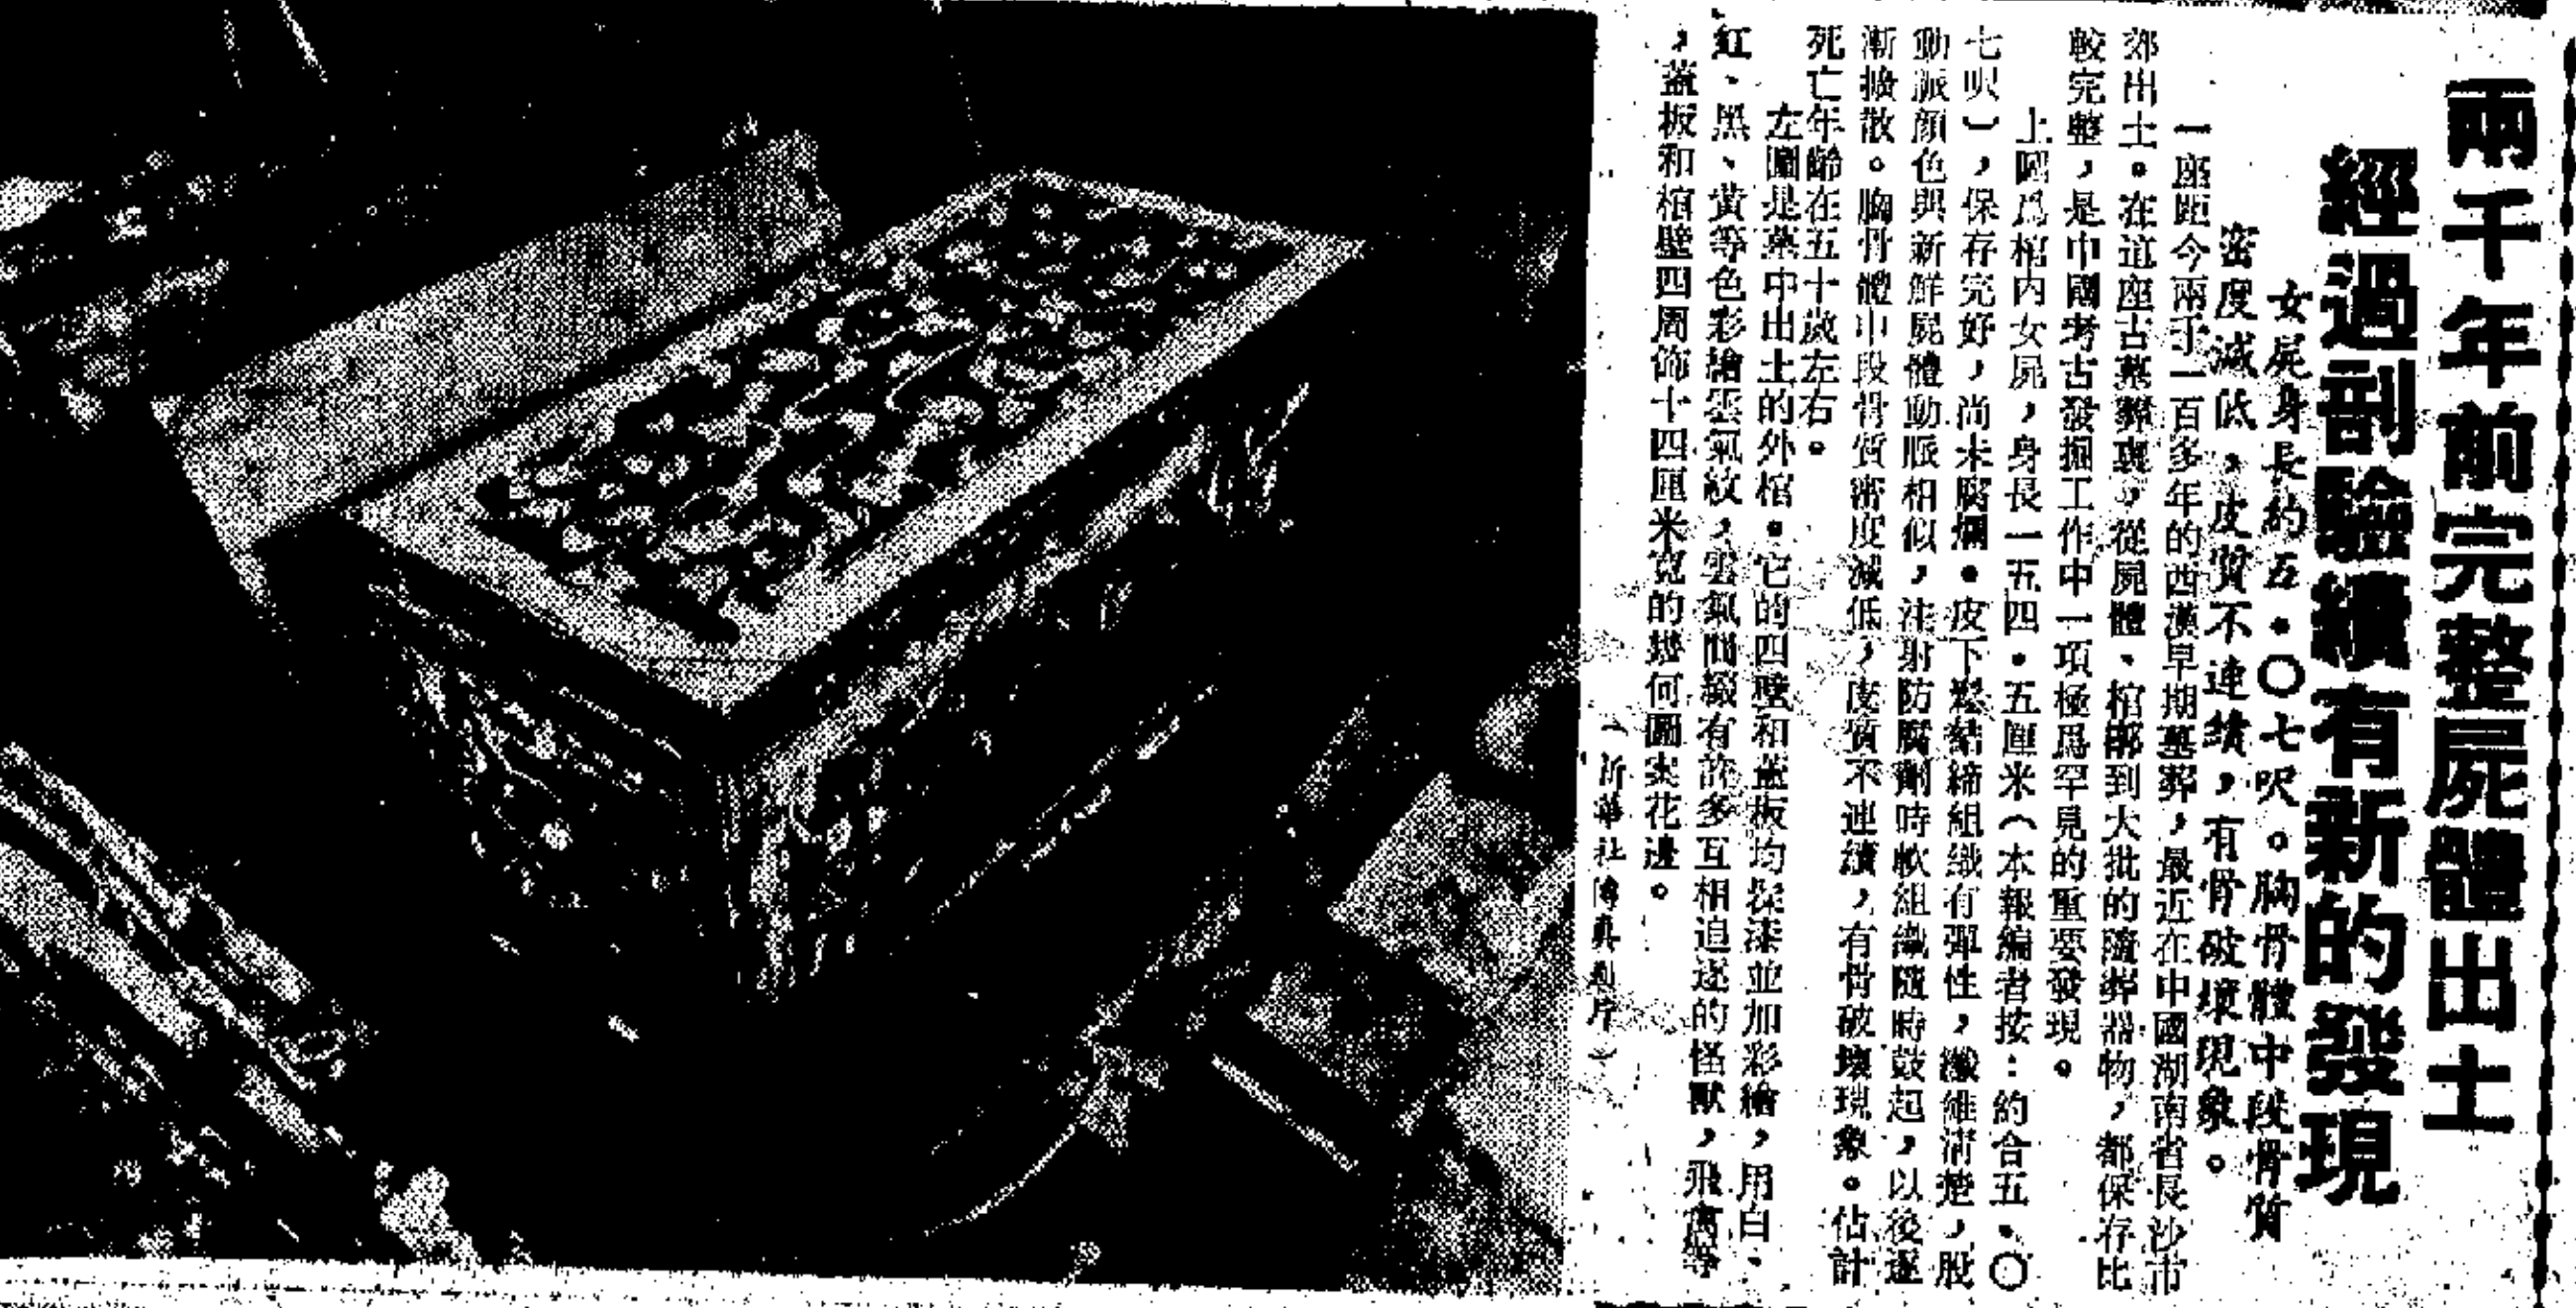 兩千年前完整屍體出土
經過剖驗續有新的發現
女屍身長約五·〇七呎。胸骨體中段骨質
密度減低，皮質不連續，有骨破壞現象。
一座距今兩千一百多年的西漢早期墓葬，最近在中國湖南省長沙市
郊出土。在這座古墓葬裏，從屍體、棺槨到大批的隨葬器物，都保存比
較完整，是中國考古發掘工作中一項極爲罕見的重要發現。
上圖爲棺内女屍，身長一五四·五厘米（本報編者按：約合五·〇
七呎），保存完好，尚未腐爛。皮下鬆結締組織有彈性，纖維清楚，股
動脈顔色與新鮮屍體動脈相似，注射防腐劑時軟組織隨時鼓起，以後逐
漸擴散。胸骨體中段骨質密度減低，皮質不連續，有骨破壞現象。估計
死亡年齡在五十歲左右。
左圖是墓中出土的外棺。它的四壁和蓋板均採漆並加彩繪，用白、
紅、黑、黄等色彩繪雲氣紋，雲氣間綴有許多互相追逐的怪獸，飛禽等
，蓋板和棺壁四周飾十四厘米寬的幾何圖案花邊。
（新華社傳真照片）